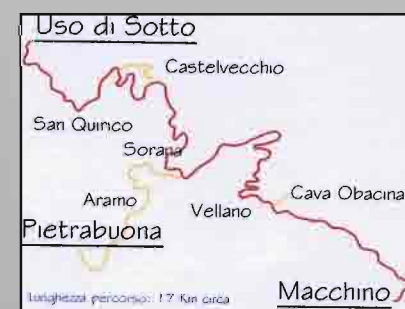 Uso di Sotto
Castelvecchio
San Quirico
Sorana
Aramo
Vellano
Cava Obacina
Pietrabuona
Macchino
Lunghezza percorso: 17 Km circa